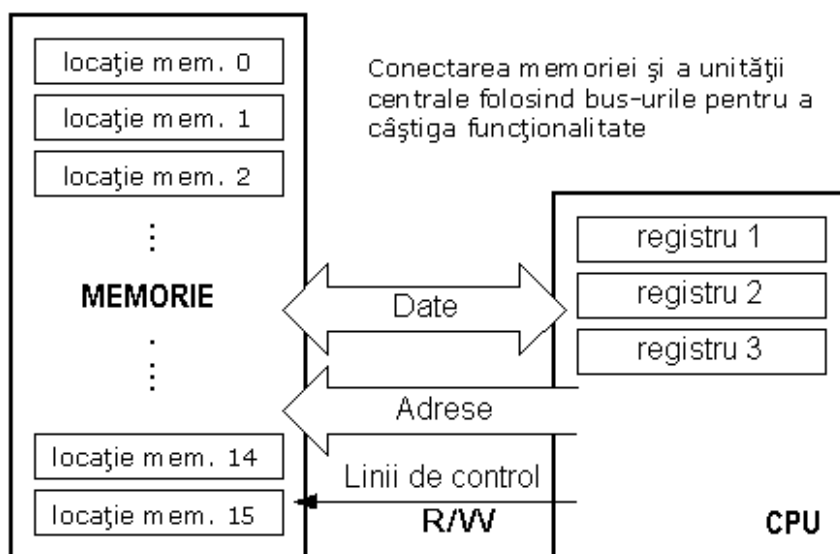 locaţie mem. 0
locaţie mem. 1
locaţie mem. 2
MEMORIE
locaţie mem. 14
locaţie mem. 15
Conectarea memoriei şi a unităţii
centrale folosind bus-urile pentru a
câştiga funcţionalitate
Date
Adrese
Linii de control
R/W
registru 1
registru 2
registru 3
CPU